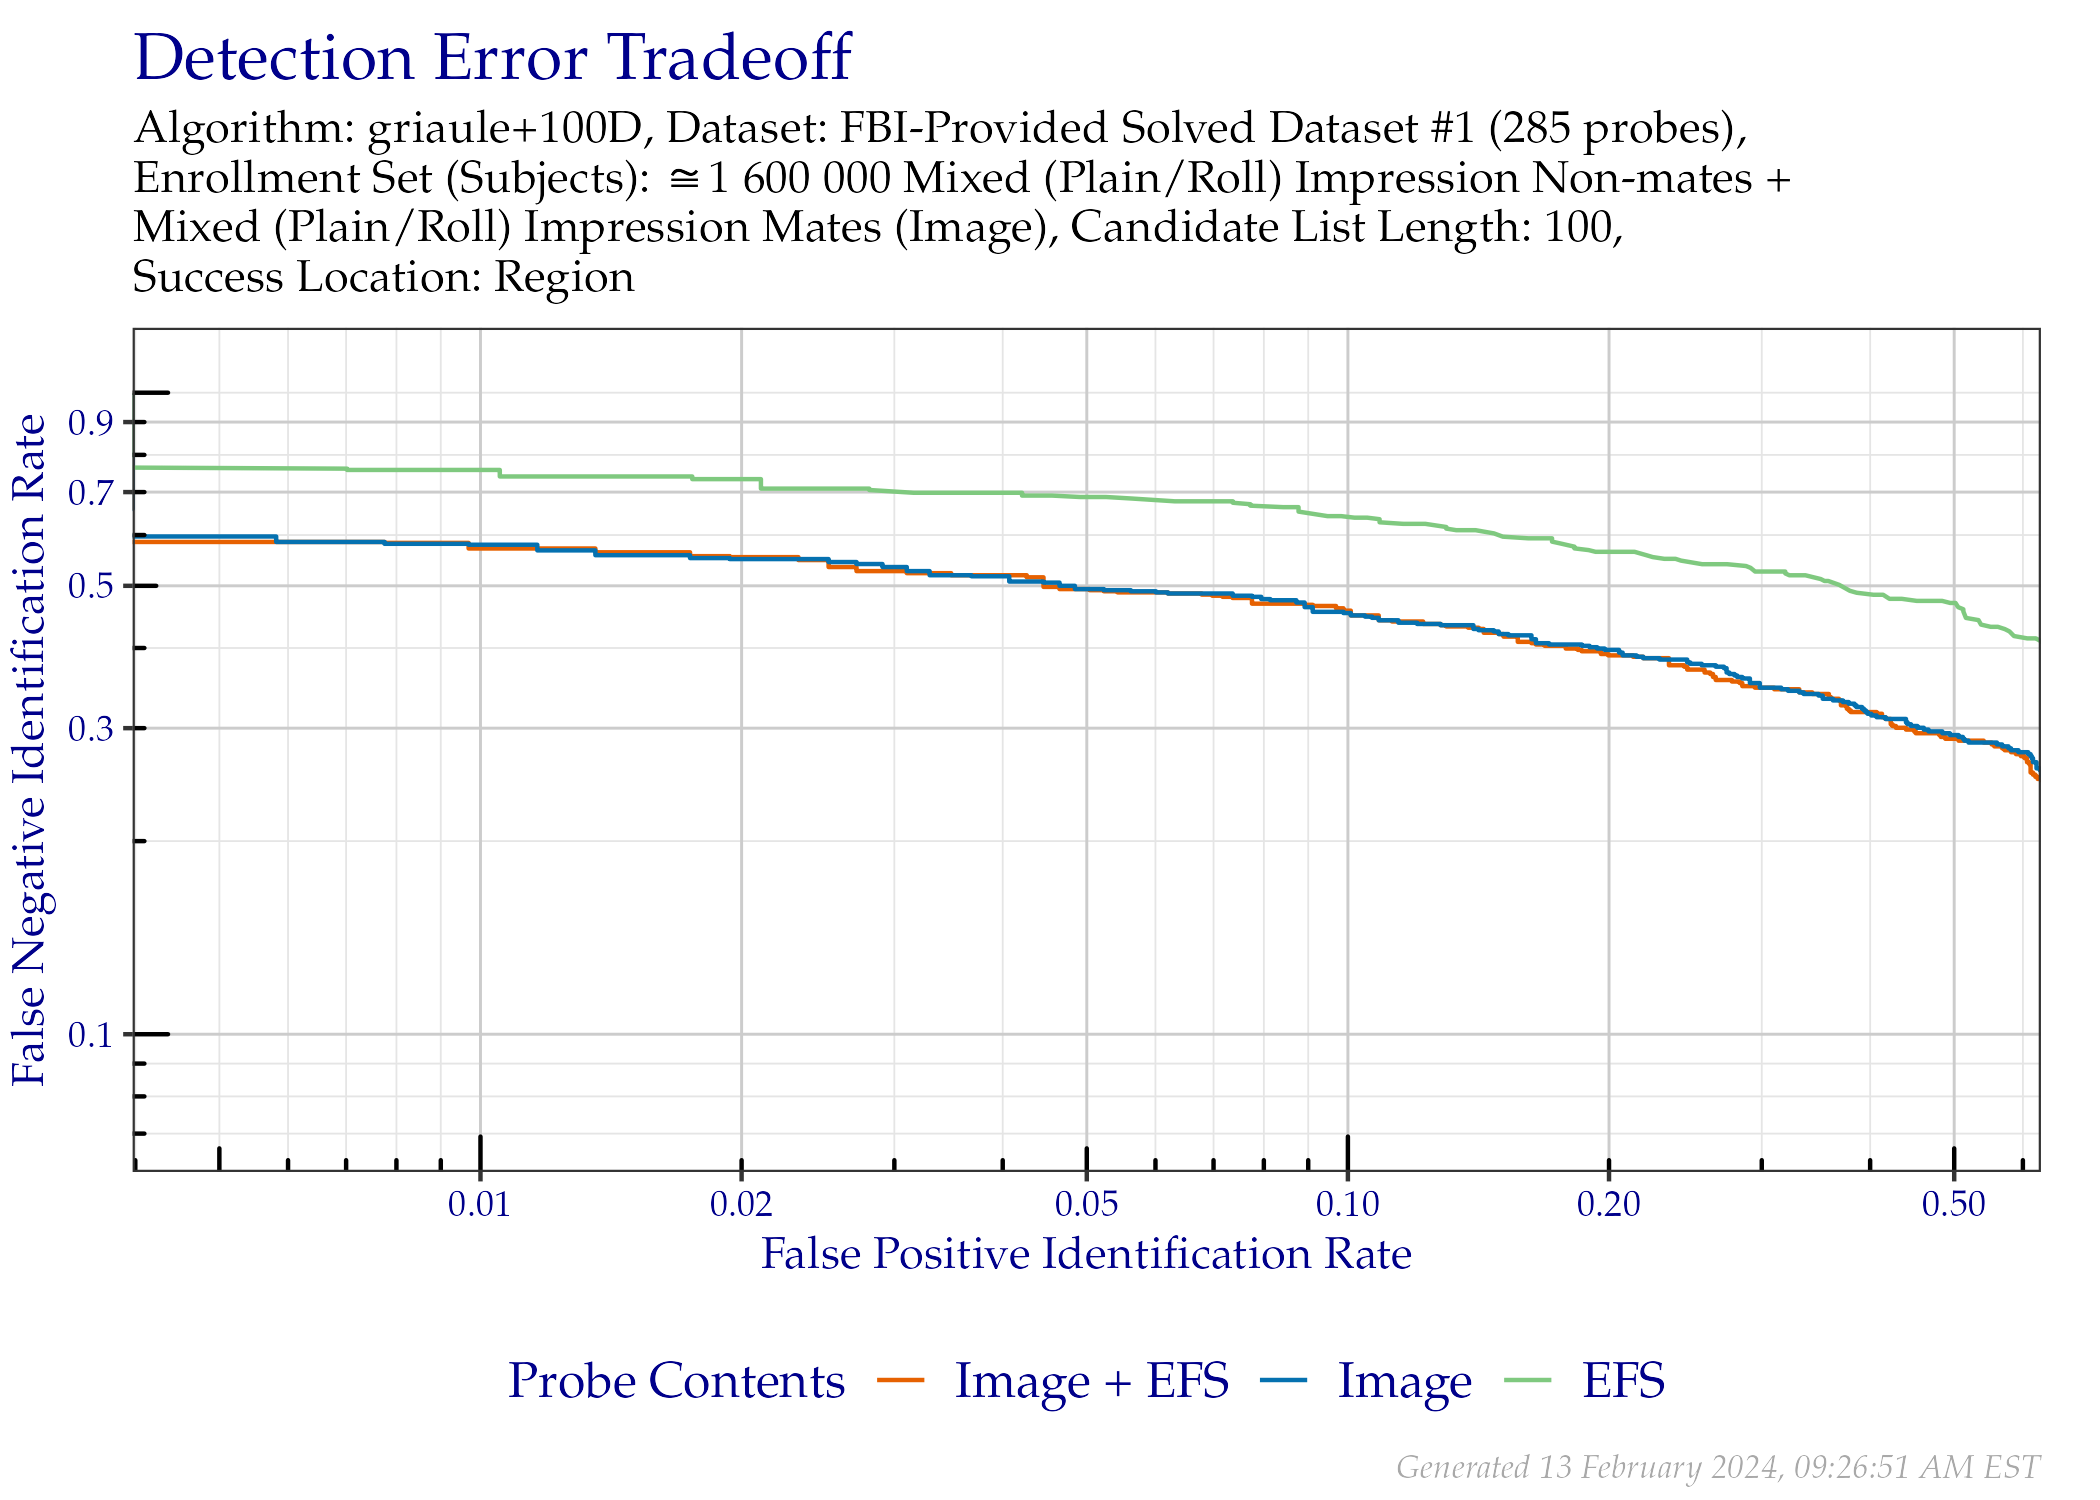 Detection Error Tradeoff
Algorithm: griaule+100D, Dataset: FBI-Provided Solved Dataset #1 (285 probes),
Enrollment Set (Subjects): ≅ 1 600 000 Mixed (Plain/Roll) Impression Non-mates +
Mixed (Plain/Roll) Impression Mates (Image), Candidate List Length: 100,
Success Location: Region
False Negative Identification Rate
0.9
0.7
0.5
0.3
0.1
0.01 0.02 0.05 0.10 0.20 0.50
False Positive Identification Rate
Probe Contents Image + EFS Image EFS
Generated 13 February 2024, 09:26:51 AM EST